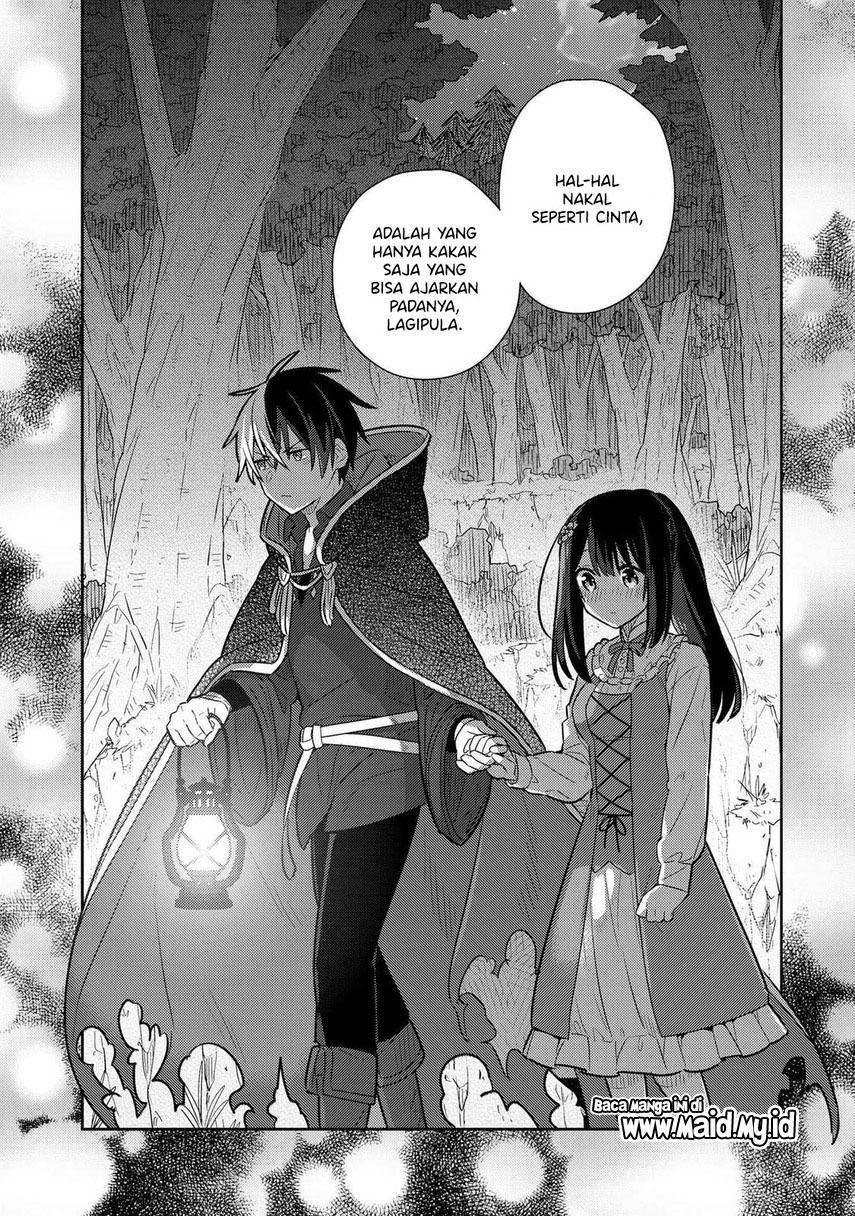 HAL-HAL
NAKAL
SEPERTI CINTA,
ADALAH YANG
HANYA KAKAK
SAJA YANG
BISA AJARKAN
PADANYA,
LAGIPULA.
Baca Manga ini di
www.Maid.My.id